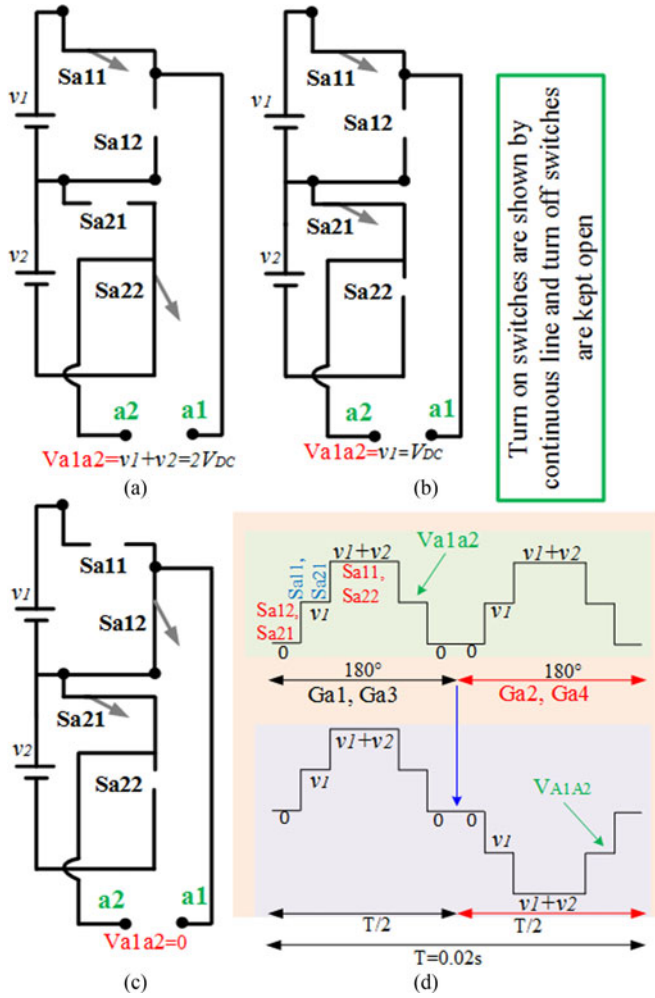 Sa11
v1
Sa12
Sa21
v2
Sa22
a2 a1
Va1a2=v1+v2=2VDC
(a)
Sa11
v1
Sa12
Sa21
v2
Sa22
a2 a1
Va1a2=v1=VDC
(b)
Turn on switches are shown by
continuous line and turn off switches
are kept open
Sa11
v1
Sa12
Sa21
v2
Sa22
a2 a1
Va1a2=0
(c)
Va1a2
v1+v2 v1+v2
Sa11,
Sa21
Sa11,
Sa22
Sa12,
Sa21
v1 v1
0 0 0
180° 180°
Ga1, Ga3 Ga2, Ga4
v1+v2
VA1A2
v1
0 0 0
v1
v1+v2
T/2 T/2
T=0.02s
(d)